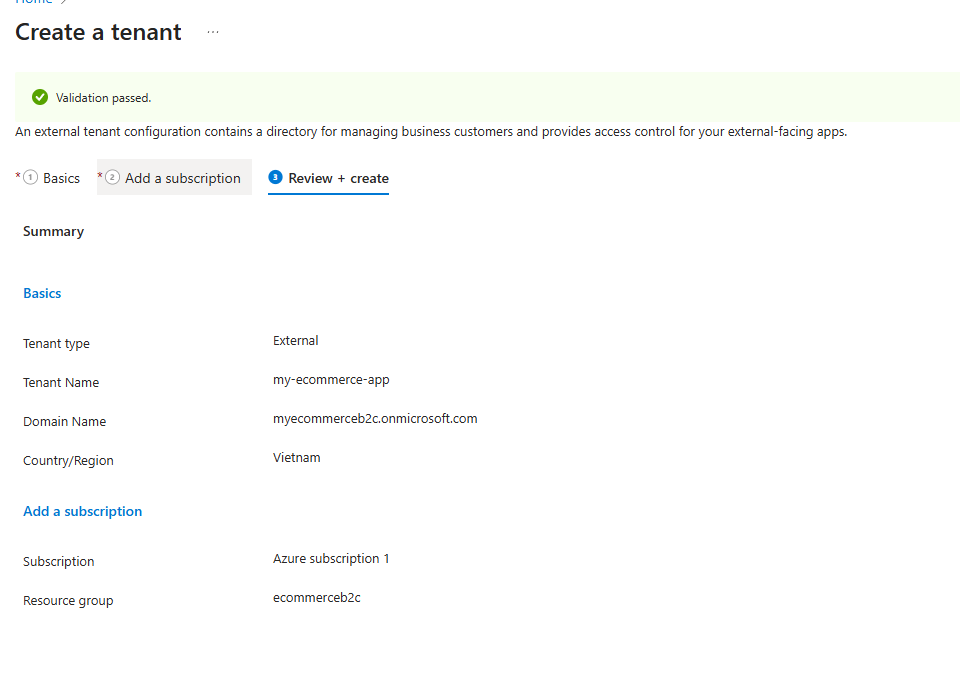 Home
Create a tenant ...
Validation passed.
An external tenant configuration contains a directory for managing business customers and provides access control for your external-facing apps.
* 1 Basics * 2 Add a subscription 3 Review + create
Summary
Basics
Tenant type External
Tenant Name my-ecommerce-app
Domain Name myecommerceb2c.onmicrosoft.com
Country/Region Vietnam
Add a subscription
Subscription Azure subscription 1
Resource group ecommerceb2c